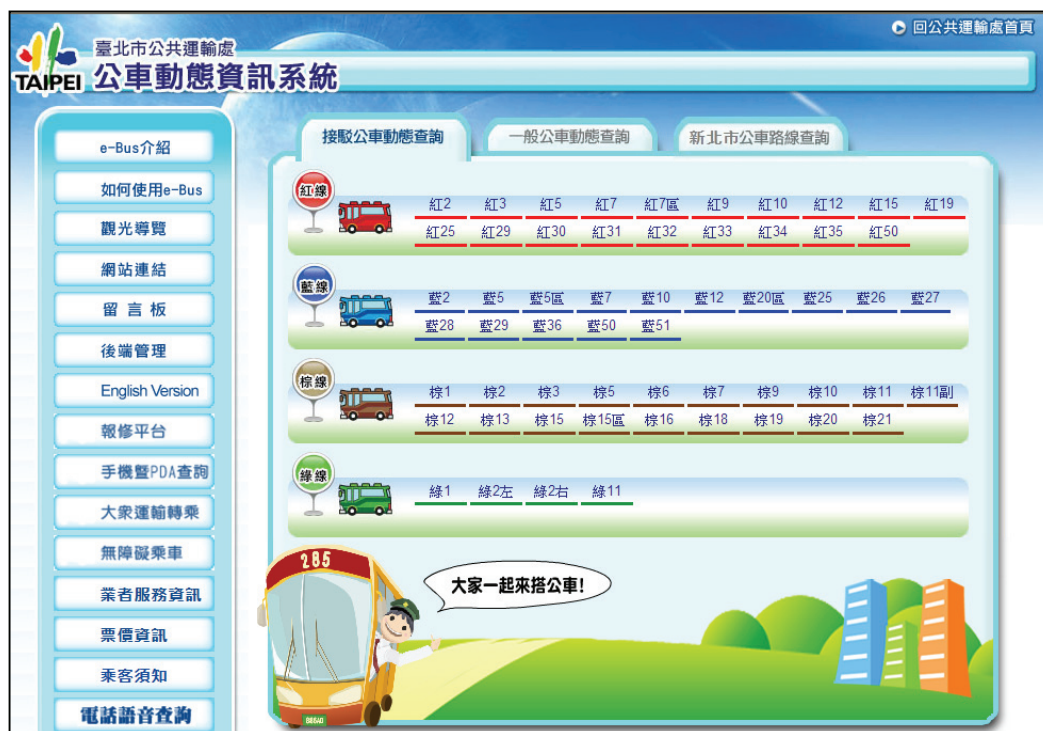 回公共運輸處首頁
臺北市公共運輸處
TAIPEI 公車動態資訊系統
e-Bus介紹
如何使用e-Bus
觀光導覽
網站連結
留言板
後端管理
English Version
報修平台
手機暨PDA查詢
大眾運輸轉乘
無障礙乘車
業者服務資訊
票價資訊
乘客須知
電話語音查詢
接駁公車動態查詢 一般公車動態查詢 新北市公車路線查詢
紅線
紅2 紅3 紅5 紅7 紅7區 紅9 紅10 紅12 紅15 紅19
紅25 紅29 紅30 紅31 紅32 紅33 紅34 紅35 紅50
藍線
藍2 藍5 藍5區 藍7 藍10 藍12 藍20區 藍25 藍26 藍27
藍28 藍29 藍36 藍50 藍51
棕線
棕1 棕2 棕3 棕5 棕6 棕7 棕9 棕10 棕11 棕11副
棕12 棕13 棕15 棕15區 棕16 棕18 棕19 棕20 棕21
綠線
綠1 綠2左 綠2右 綠11
285
大家一起來搭公車!